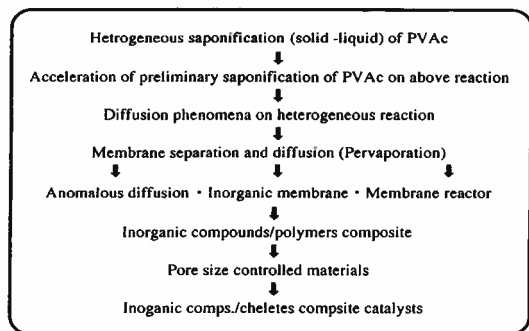 Hetrogeneous saponification (solid -liquid) of PVAc
Acceleration of preliminary saponification of PVAc on above reaction
Diffusion phenomena on heterogeneous reaction
Membrane separation and diffusion (Pervaporation)
Anomalous diffusion · Inorganic membrane · Membrane reactor
Inorganic compounds/polymers composite
Pore size controlled materials
Inoganic comps./cheletes compsite catalysts